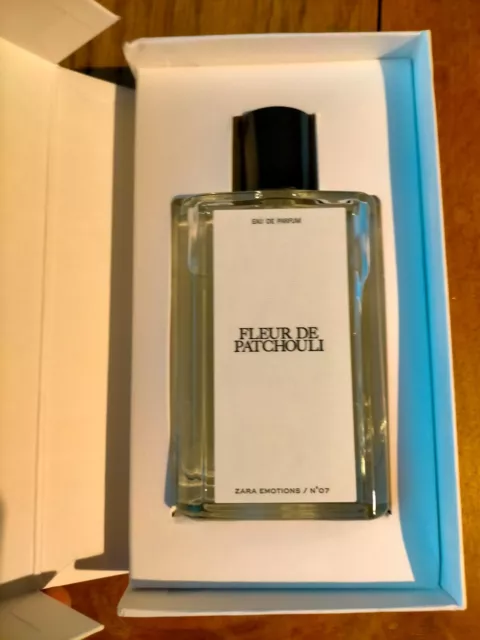 EAU DE PARFUM
FLEUR DE
PATCHOULI
ZARA EMOTIONS / N°07